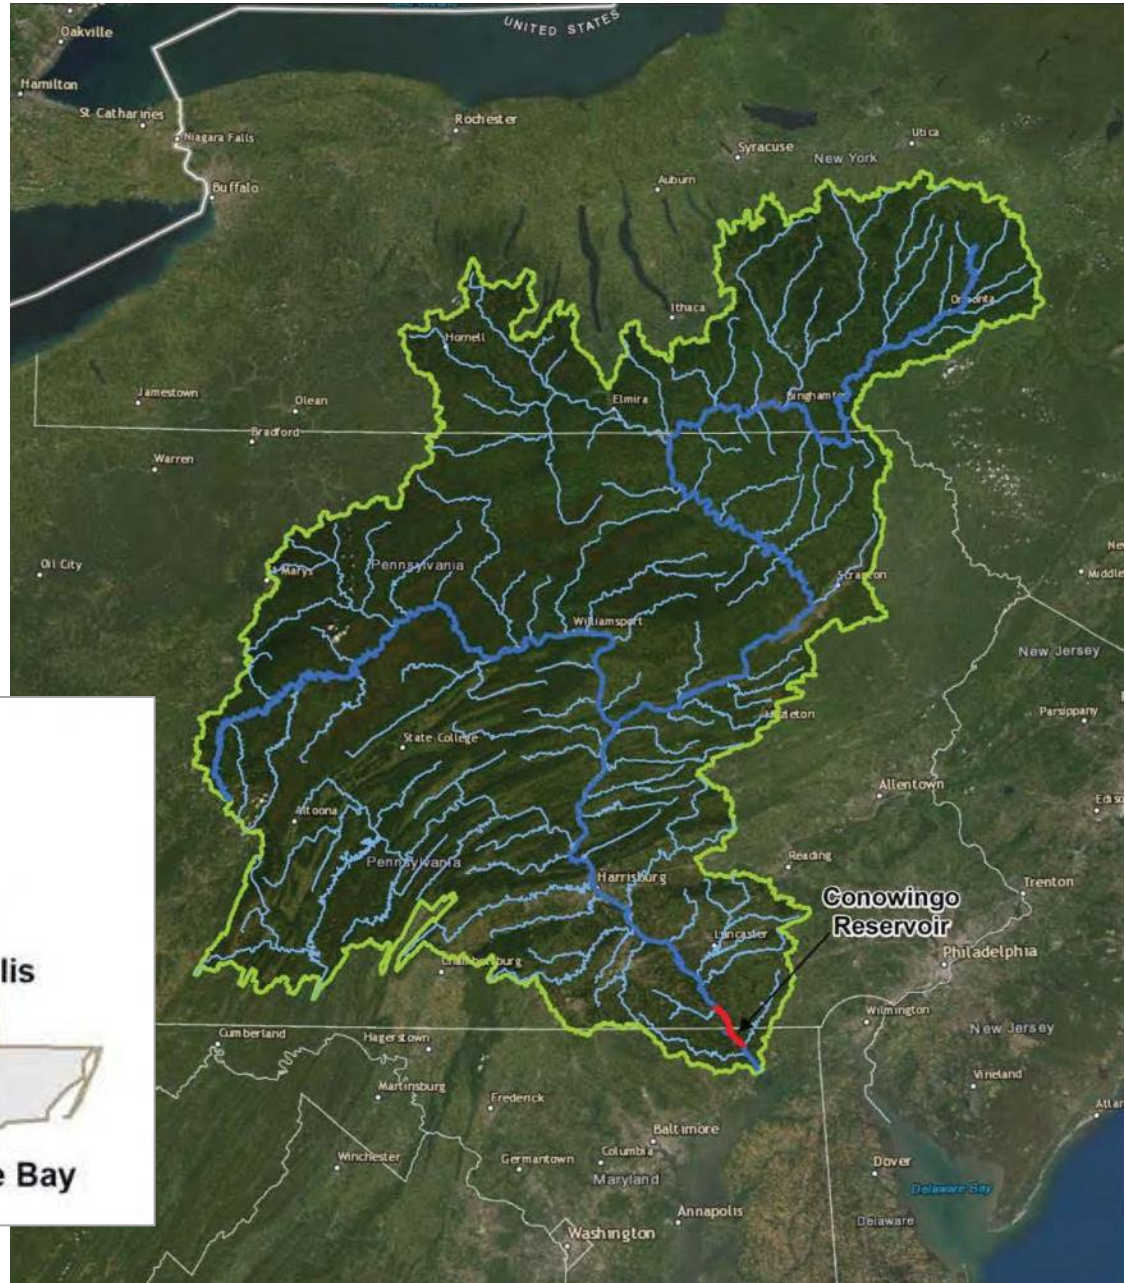 UNITED STATES
Oakville
Hamilton
St Catharines
Rochester
Niagara Falls
Utica
Syracuse
New York
Auburn
Buffalo
Oneonta
Ithaca
Hornell
Jamestown
Olean
Elmira
Binghamton
Bradford
Warren
Oil City
Pennsylvania
Marys
Scranton
Middle
Williamsport
New Jersey
Parsippany
Hazleton
State College
Allentown
Ediso
Altoona
Pennsylvania
Reading
Harrisburg
Trenton
Conowingo
Reservoir
Lancaster
Philadelphia
lis
Chambersburg
Wilmington
Cumberland
Hagerstown
New Jersey
Martinsburg
Vineland
Frederick
Atlan
Baltimore
Columbia
Winchester
Germantown
Maryland
Dover
e Bay
Delaware Bay
Annapolis
Delaware
Washington